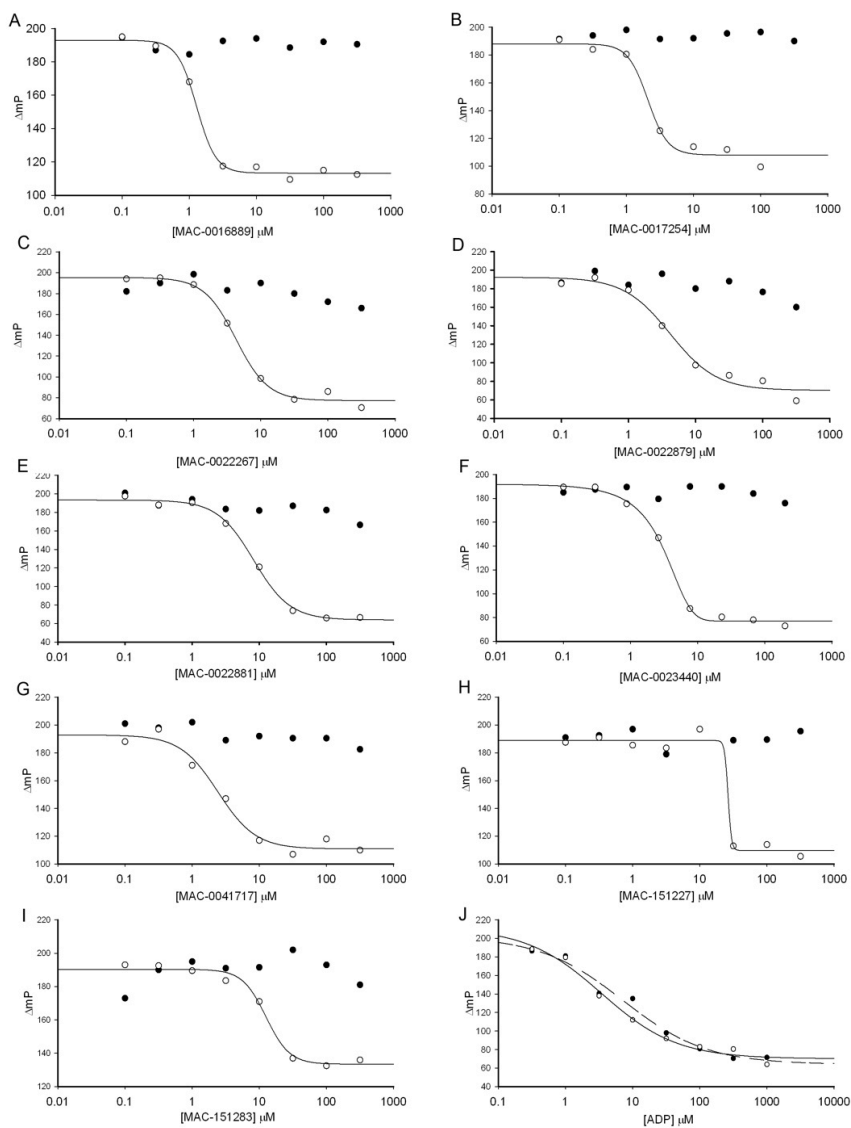 A
200
180
160
140
120
100
ΔmP
0.01 0.1 1 10 100 1000
[MAC-0016889] μM
B
220
200
180
160
140
120
100
80
ΔmP
0.01 0.1 1 10 100 1000
[MAC-0017254] μM
C
220
200
180
160
140
120
100
80
60
40
ΔmP
0.01 0.1 1 10 100 1000
[MAC-0022267] μM
D
220
200
180
160
140
120
100
80
60
40
ΔmP
0.01 0.1 1 10 100 1000
[MAC-0022879] μM
E
220
200
180
160
140
120
100
80
60
40
ΔmP
0.01 0.1 1 10 100 1000
[MAC-0022881] μM
F
200
180
160
140
120
100
80
60
ΔmP
0.01 0.1 1 10 100 1000
[MAC-0023440] μM
G
220
200
180
160
140
120
100
ΔmP
0.01 0.1 1 10 100 1000
[MAC-0041717] μM
H
220
200
180
160
140
120
100
ΔmP
0.01 0.1 1 10 100 1000
[MAC-151227] μM
I
220
200
180
160
140
120
ΔmP
0.01 0.1 1 10 100 1000
[MAC-151283] μM
J
220
200
180
160
140
120
100
80
60
40
ΔmP
0.1 1 10 100 1000 10000
[ADP] μM